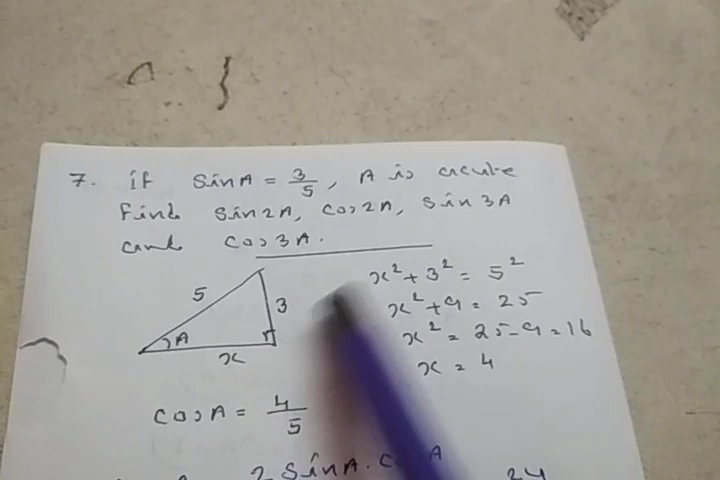 7. if sinA = 3/5, A is acute
Find sin2A, cos2A, sin3A
and cos3A.
x² + 3² = 5²
5
3
x² + 9 = 25
A
x² = 25 - 9 = 16
x
x = 4
cosA = 4/5
2 sinA.
24